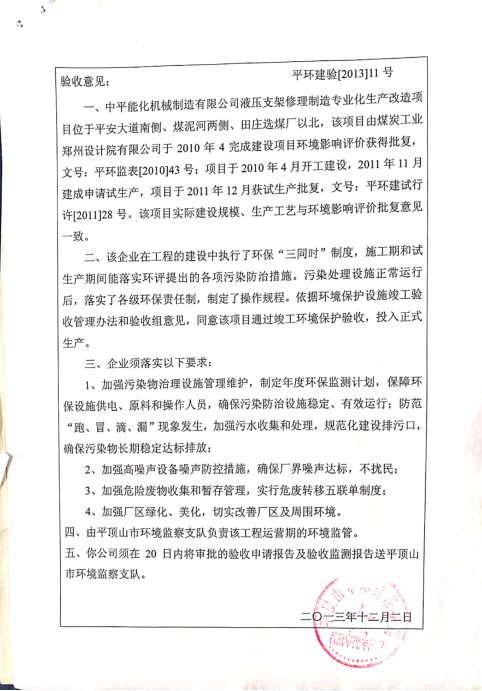 验收意见： 平环建验[2013]11 号
一、中平能化机械制造有限公司液压支架修理制造专业化生产改造项
目位于平安大道南侧、煤泥河两侧、田庄选煤厂以北，该项目由煤炭工业
郑州设计院有限公司于 2010 年 4 完成建设项目环境影响评价获得批复，
文号：平环监表[2010]43 号；项目于 2010 年 4 月开工建设，2011 年 11 月
建成申请试生产，项目于 2011 年 12 月获试生产批复，文号：平环建试行
许[2011]28 号。该项目实际建设规模、生产工艺与环境影响评价批复意见
一致。
二、该企业在工程的建设中执行了环保“三同时”制度，施工期和试
生产期间能落实环评提出的各项污染防治措施。污染处理设施正常运行
后，落实了各级环保责任制，制定了操作规程。依据环境保护设施竣工验
收管理办法和验收组意见，同意该项目通过竣工环境保护验收，投入正式
生产。
三、企业须落实以下要求：
1、加强污染物治理设施管理维护，制定年度环保监测计划，保障环
保设施供电、原料和操作人员，确保污染防治设施稳定、有效运行；防范
“跑、冒、滴、漏”现象发生，加强污水收集和处理，规范化建设排污口，
确保污染物长期稳定达标排放；
2、加强高噪声设备噪声防控措施，确保厂界噪声达标，不扰民；
3、加强危险废物收集和暂存管理，实行危废转移五联单制度；
4、加强厂区绿化、美化，切实改善厂区及周围环境。
四、由平顶山市环境监察支队负责该工程运营期的环境监管。
五、你公司须在 20 日内将审批的验收申请报告及验收监测报告送平顶山
市环境监察支队。
二〇一三年十二月二日